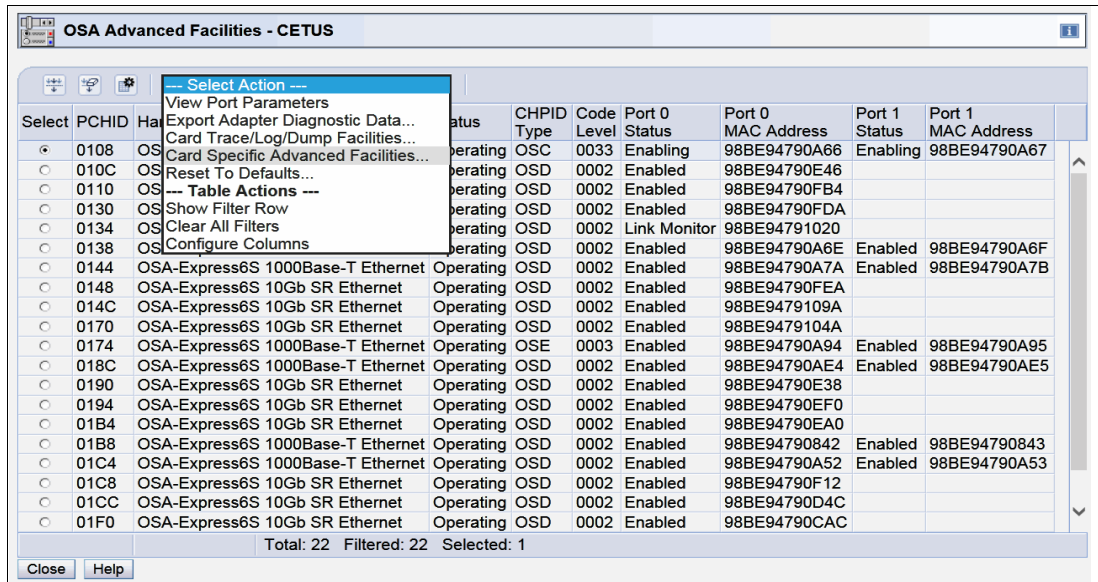 OSA Advanced Facilities - CETUS
--- Select Action ---
View Port Parameters
Export Adapter Diagnostic Data...
Card Trace/Log/Dump Facilities...
Card Specific Advanced Facilities...
Reset To Defaults...
--- Table Actions ---
Show Filter Row
Clear All Filters
Configure Columns
Select PCHID Ha atus CHPID Type Code Level Port 0 Status Port 0 MAC Address Port 1 Status Port 1 MAC Address
0108 OS perating OSC 0033 Enabling 98BE94790A66 Enabling 98BE94790A67
010C OS perating OSD 0002 Enabled 98BE94790E46
0110 OS perating OSD 0002 Enabled 98BE94790FB4
0130 OS perating OSD 0002 Enabled 98BE94790FDA
0134 OS perating OSD 0002 Link Monitor 98BE94791020
0138 OS perating OSD 0002 Enabled 98BE94790A6E Enabled 98BE94790A6F
0144 OSA-Express6S 1000Base-T Ethernet Operating OSD 0002 Enabled 98BE94790A7A Enabled 98BE94790A7B
0148 OSA-Express6S 10Gb SR Ethernet Operating OSD 0002 Enabled 98BE94790FEA
014C OSA-Express6S 10Gb SR Ethernet Operating OSD 0002 Enabled 98BE9479109A
0170 OSA-Express6S 10Gb SR Ethernet Operating OSD 0002 Enabled 98BE9479104A
0174 OSA-Express6S 1000Base-T Ethernet Operating OSE 0003 Enabled 98BE94790A94 Enabled 98BE94790A95
018C OSA-Express6S 1000Base-T Ethernet Operating OSD 0002 Enabled 98BE94790AE4 Enabled 98BE94790AE5
0190 OSA-Express6S 10Gb SR Ethernet Operating OSD 0002 Enabled 98BE94790E38
0194 OSA-Express6S 10Gb SR Ethernet Operating OSD 0002 Enabled 98BE94790EF0
01B4 OSA-Express6S 10Gb SR Ethernet Operating OSD 0002 Enabled 98BE94790EA0
01B8 OSA-Express6S 1000Base-T Ethernet Operating OSD 0002 Enabled 98BE94790842 Enabled 98BE94790843
01C4 OSA-Express6S 1000Base-T Ethernet Operating OSD 0002 Enabled 98BE94790A52 Enabled 98BE94790A53
01C8 OSA-Express6S 10Gb SR Ethernet Operating OSD 0002 Enabled 98BE94790F12
01CC OSA-Express6S 10Gb SR Ethernet Operating OSD 0002 Enabled 98BE94790D4C
01F0 OSA-Express6S 10Gb SR Ethernet Operating OSD 0002 Enabled 98BE94790CAC
Total: 22 Filtered: 22 Selected: 1
Close Help